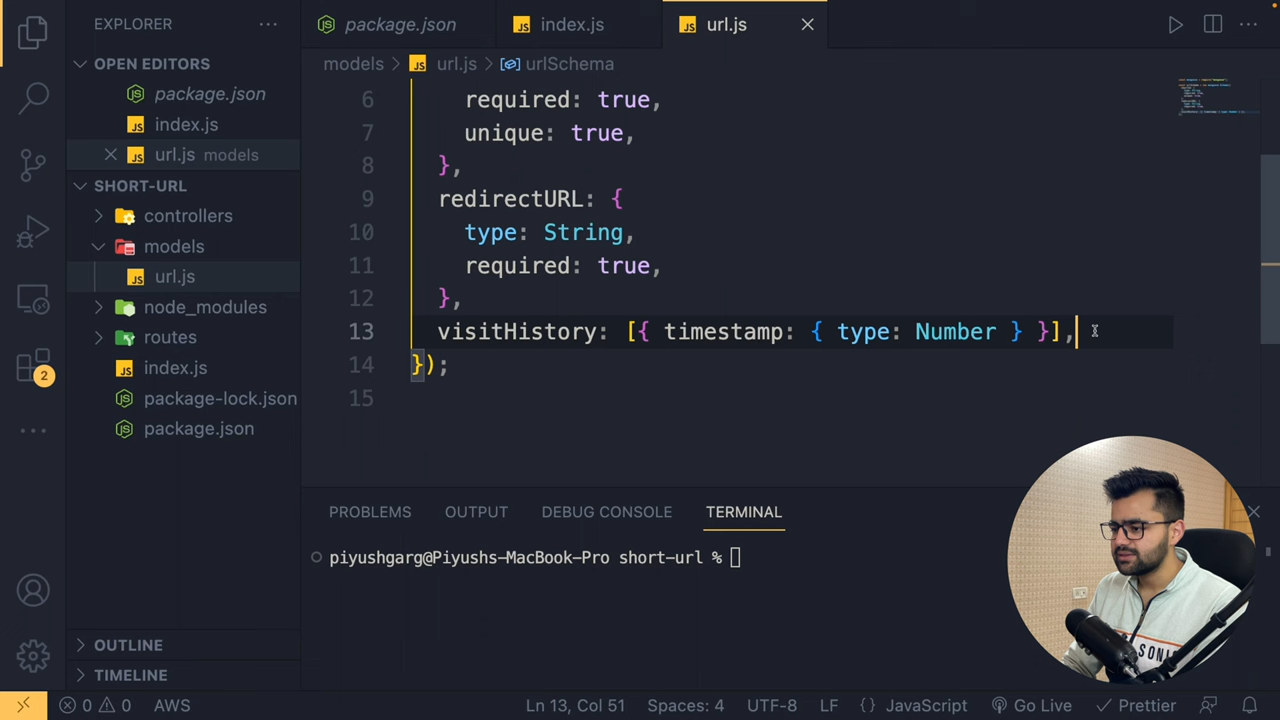 EXPLORER
OPEN EDITORS
package.json
index.js
url.js models
SHORT-URL
controllers
models
url.js
node_modules
routes
index.js
package-lock.json
package.json
OUTLINE
TIMELINE
2
package.json
index.js
url.js
models > url.js > urlSchema
6 required: true,
7 unique: true,
8 },
9 redirectURL: {
10 type: String,
11 required: true,
12 },
13 visitHistory: [{ timestamp: { type: Number } }],
14 });
15
PROBLEMS OUTPUT DEBUG CONSOLE TERMINAL
piyushgarg@Piyushs-MacBook-Pro short-url %
0 0 AWS Ln 13, Col 51 Spaces: 4 UTF-8 LF {} JavaScript Go Live Prettier